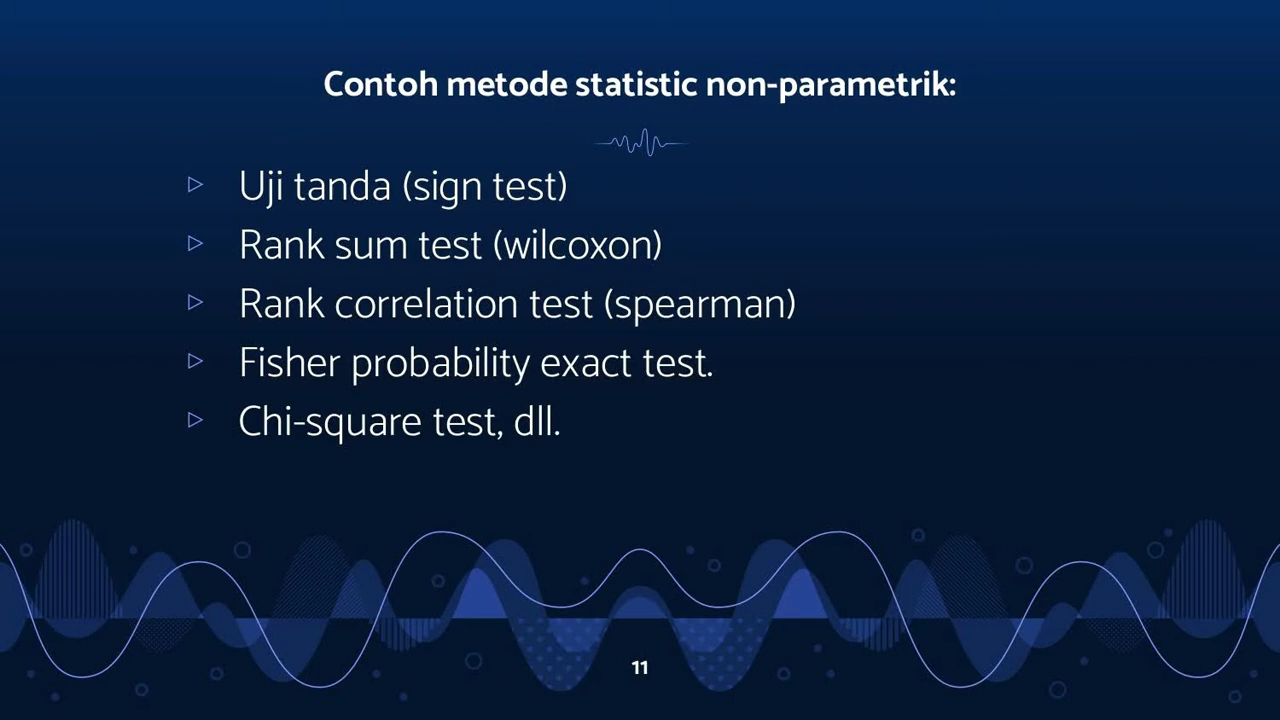 Contoh metode statistic non-parametrik:
▷ Uji tanda (sign test)
▷ Rank sum test (wilcoxon)
▷ Rank correlation test (spearman)
▷ Fisher probability exact test.
▷ Chi-square test, dll.
11